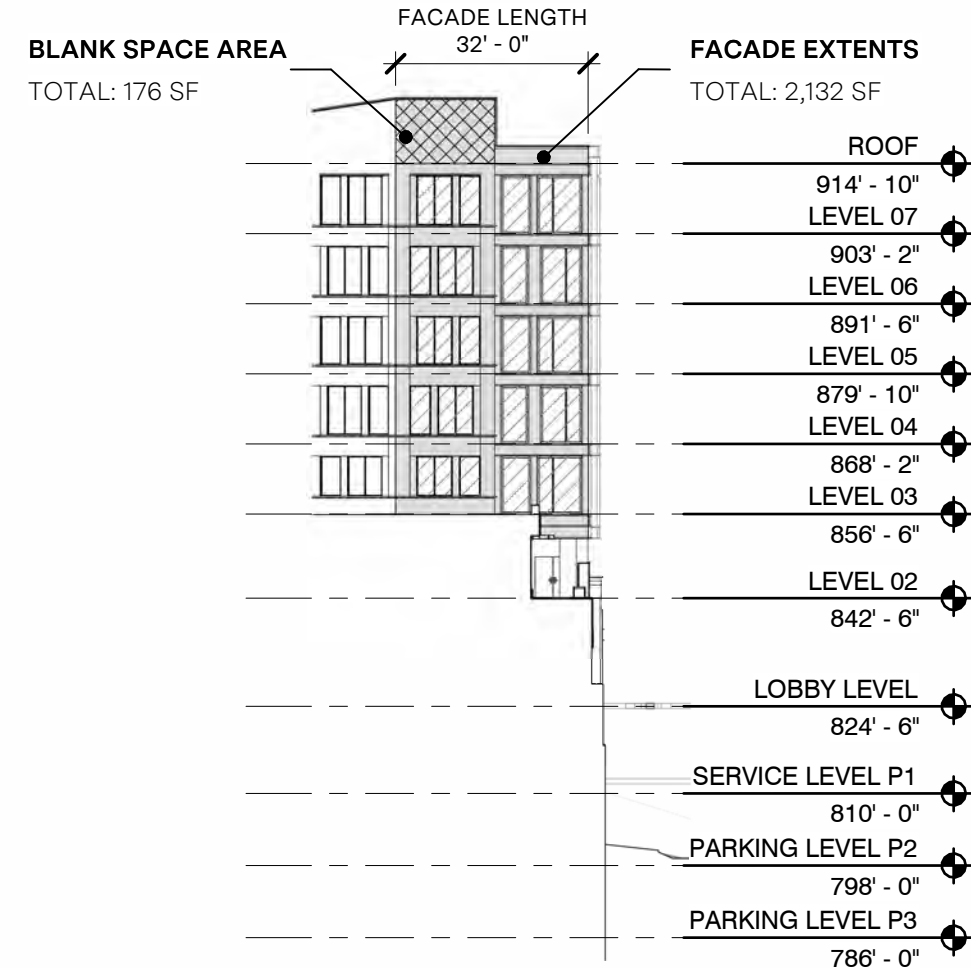 FACADE LENGTH
32' - 0"
BLANK SPACE AREA
TOTAL: 176 SF
FACADE EXTENTS
TOTAL: 2,132 SF
ROOF
914' - 10"
LEVEL 07
903' - 2"
LEVEL 06
891' - 6"
LEVEL 05
879' - 10"
LEVEL 04
868' - 2"
LEVEL 03
856' - 6"
LEVEL 02
842' - 6"
LOBBY LEVEL
824' - 6"
SERVICE LEVEL P1
810' - 0"
PARKING LEVEL P2
798' - 0"
PARKING LEVEL P3
786' - 0"